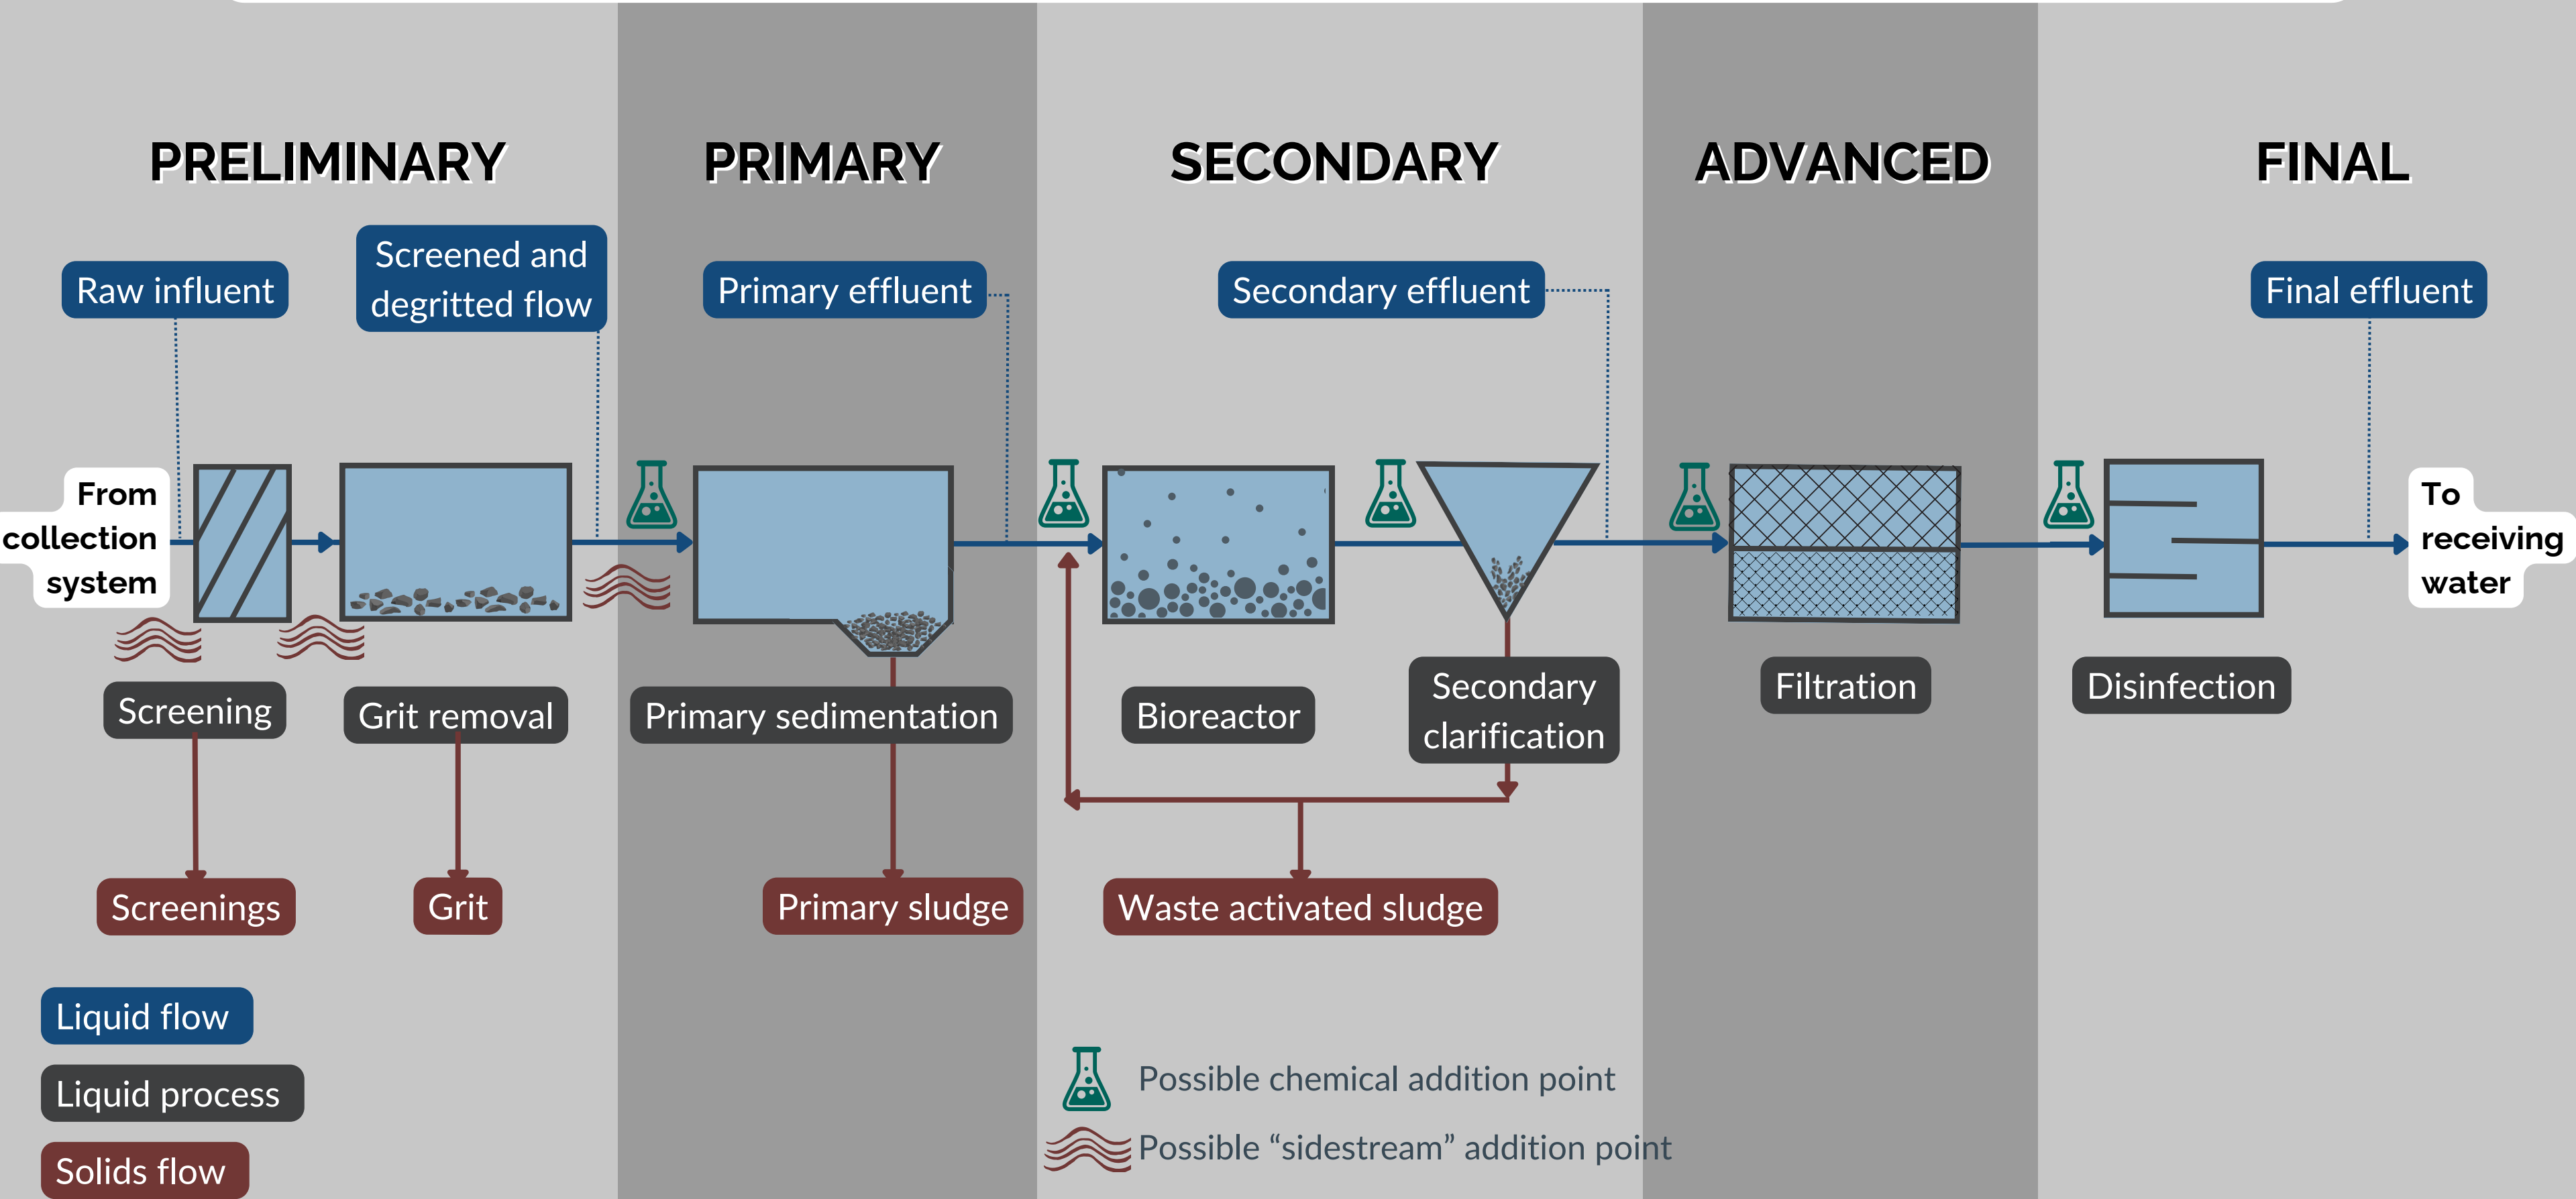 PRELIMINARY
PRIMARY
SECONDARY
ADVANCED
FINAL
Raw influent
Screened and
degritted flow
Primary effluent
Secondary effluent
Final effluent
From
collection
system
To
receiving
water
Screening
Grit removal
Primary sedimentation
Bioreactor
Secondary
clarification
Filtration
Disinfection
Screenings
Grit
Primary sludge
Waste activated sludge
Liquid flow
Liquid process
Solids flow
Possible chemical addition point
Possible “sidestream” addition point